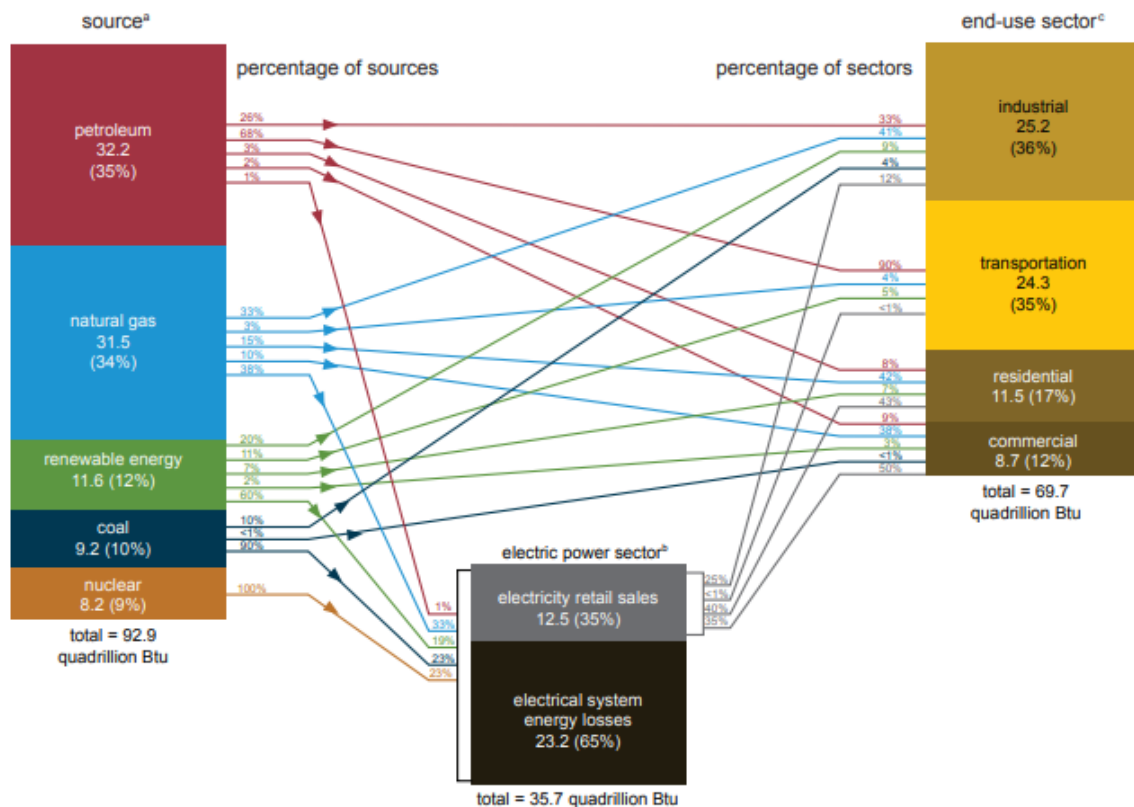 sourceᵃ
end-use sectorᶜ
percentage of sources
percentage of sectors
petroleum
32.2
(35%)
26%
68%
3%
2%
1%
natural gas
31.5
(34%)
33%
3%
15%
10%
38%
renewable energy
11.6 (12%)
20%
11%
7%
2%
60%
coal
9.2 (10%)
10%
<1%
90%
nuclear
8.2 (9%)
100%
total = 92.9
quadrillion Btu
electric power sectorᵇ
1%
33%
19%
23%
23%
electricity retail sales
12.5 (35%)
electrical system
energy losses
23.2 (65%)
total = 35.7 quadrillion Btu
25%
<1%
40%
35%
33%
41%
9%
4%
12%
industrial
25.2
(36%)
90%
4%
5%
<1%
transportation
24.3
(35%)
8%
42%
7%
43%
residential
11.5 (17%)
9%
38%
3%
<1%
50%
commercial
8.7 (12%)
total = 69.7
quadrillion Btu